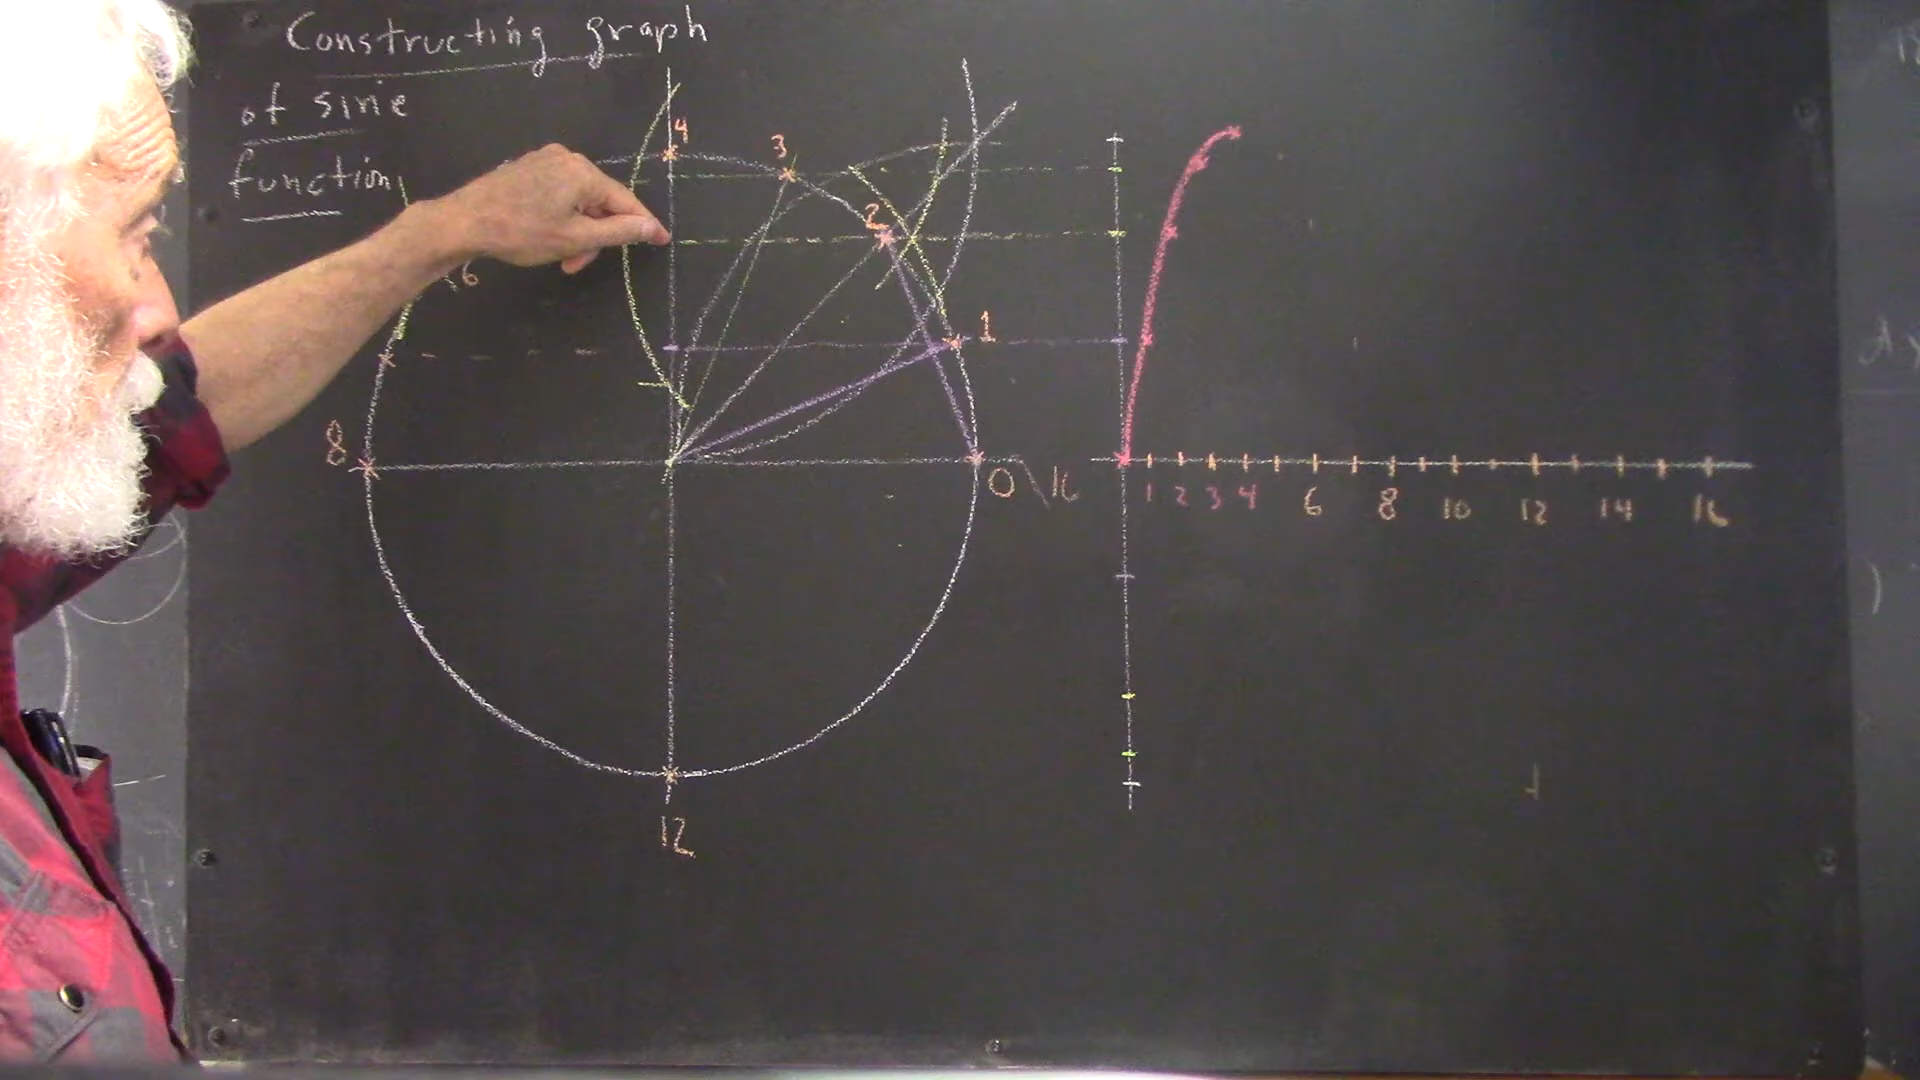 Constructing graph
of sine
function
4
3
2
6
1
8
0\16
1 2 3 4 6 8 10 12 14 16
12